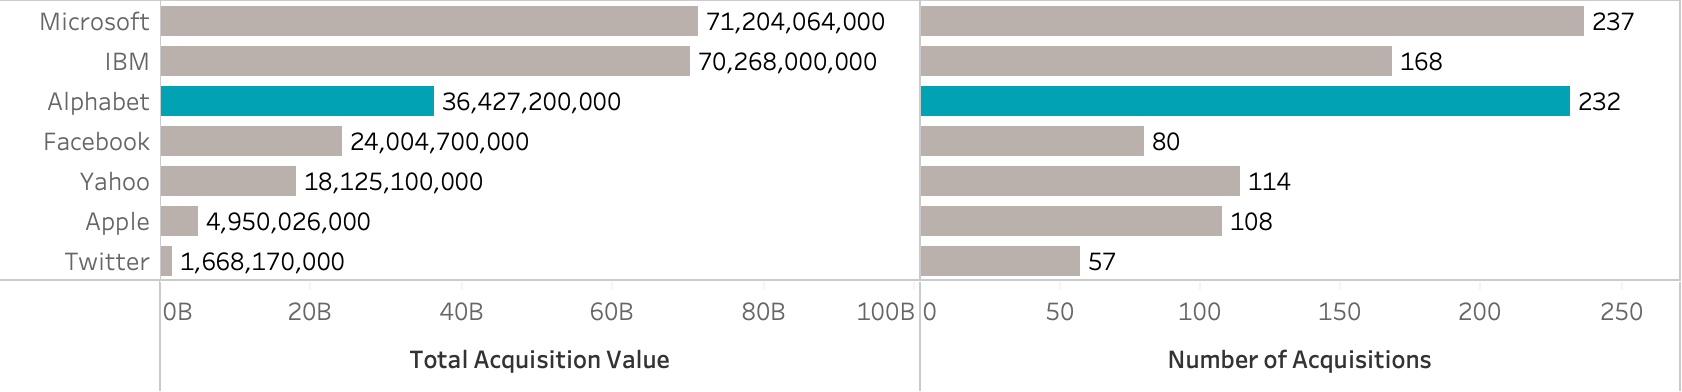 Microsoft 71,204,064,000 237
IBM 70,268,000,000 168
Alphabet 36,427,200,000 232
Facebook 24,004,700,000 80
Yahoo 18,125,100,000 114
Apple 4,950,026,000 108
Twitter 1,668,170,000 57
0B 20B 40B 60B 80B 100B 0 50 100 150 200 250
Total Acquisition Value Number of Acquisitions